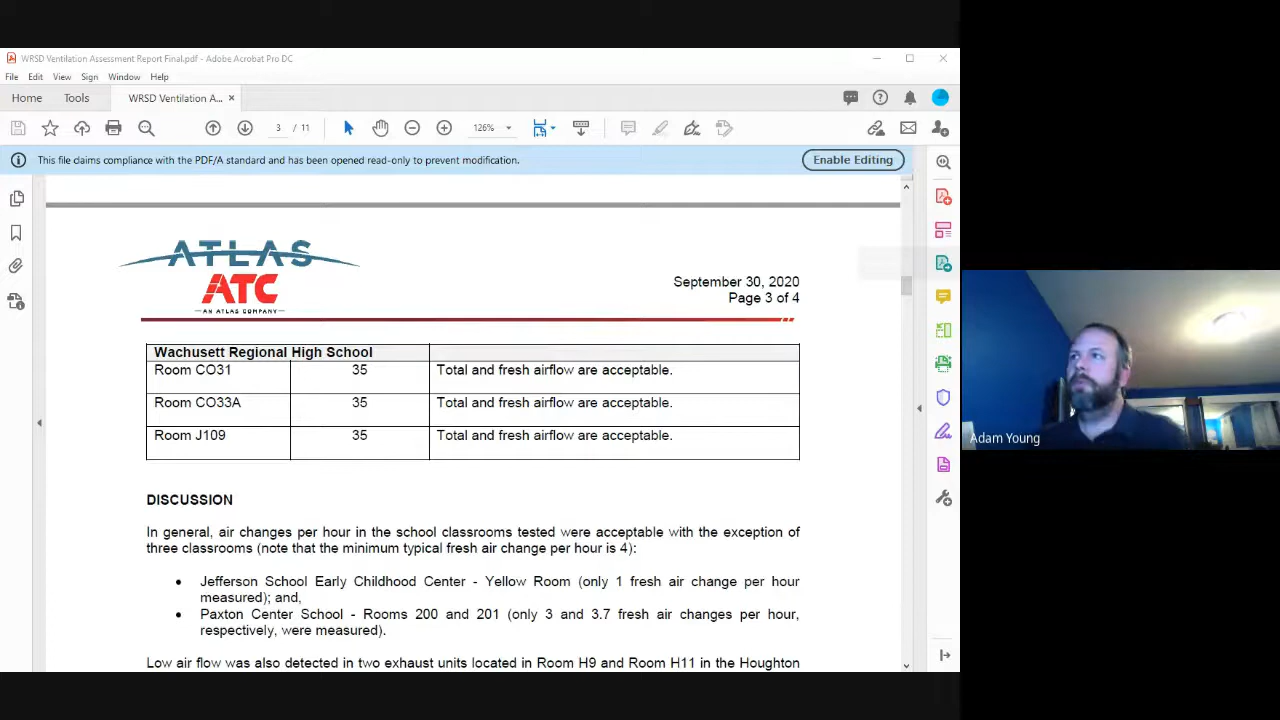 WRSD Ventilation Assessment Report Final.pdf - Adobe Acrobat Pro DC
File Edit View Sign Window Help
Home Tools WRSD Ventilation A... ×
3 / 11 126%
This file claims compliance with the PDF/A standard and has been opened read-only to prevent modification. Enable Editing
ATLAS
ATC
AN ATLAS COMPANY
September 30, 2020
Page 3 of 4
Wachusett Regional High School
Room CO31 35 Total and fresh airflow are acceptable.
Room CO33A 35 Total and fresh airflow are acceptable.
Room J109 35 Total and fresh airflow are acceptable.
DISCUSSION
In general, air changes per hour in the school classrooms tested were acceptable with the exception of
three classrooms (note that the minimum typical fresh air change per hour is 4):
• Jefferson School Early Childhood Center - Yellow Room (only 1 fresh air change per hour
measured); and,
• Paxton Center School - Rooms 200 and 201 (only 3 and 3.7 fresh air changes per hour,
respectively, were measured).
Low air flow was also detected in two exhaust units located in Room H9 and Room H11 in the Houghton
Adam Young